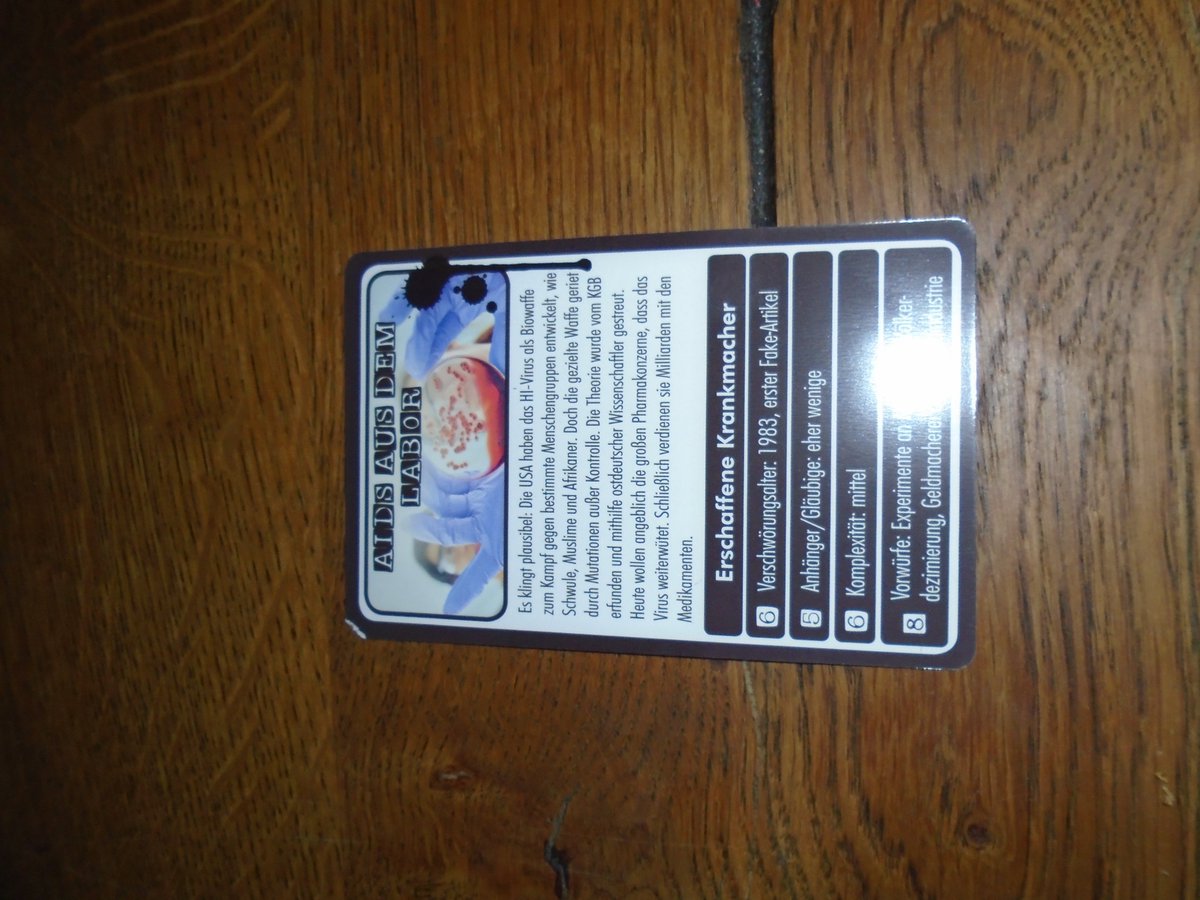 AIDS AUS DEM
LABOR
Es klingt plausibel: Die USA haben das HI-Virus als Biowaffe
zum Kampf gegen bestimmte Menschengruppen entwickelt, wie
Schwule, Muslime und Afrikaner. Doch die gezielte Waffe geriet
durch Mutationen außer Kontrolle. Die Theorie wurde vom KGB
erfunden und mithilfe ostdeutscher Wissenschaftler gestreut.
Heute wollen angeblich die großen Pharmakonzerne, dass das
Virus weiterwütet. Schließlich verdienen sie Milliarden mit den
Medikamenten.
Erschaffene Krankmacher
6 Verschwörungsalter: 1983, erster Fake-Artikel
5 Anhänger/Gläubige: eher wenige
6 Komplexität: mittel
8 Vorwürfe: Experimente an
dezimierung, Geldmacherei